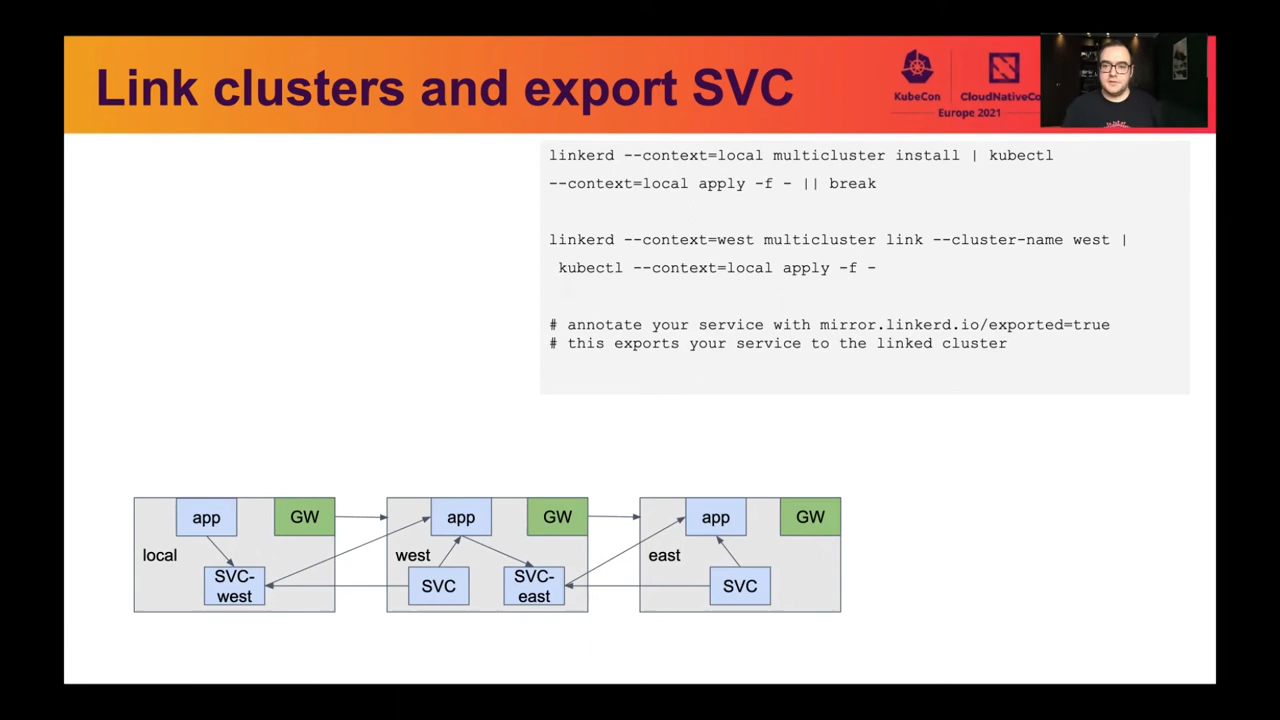 Link clusters and export SVC
KubeCon
CloudNativeCo
Europe 2021
linkerd --context=local multicluster install | kubectl
--context=local apply -f - || break
linkerd --context=west multicluster link --cluster-name west |
kubectl --context=local apply -f -
# annotate your service with mirror.linkerd.io/exported=true
# this exports your service to the linked cluster
app
GW
local
SVC-
west
app
GW
west
SVC
SVC-
east
app
GW
east
SVC